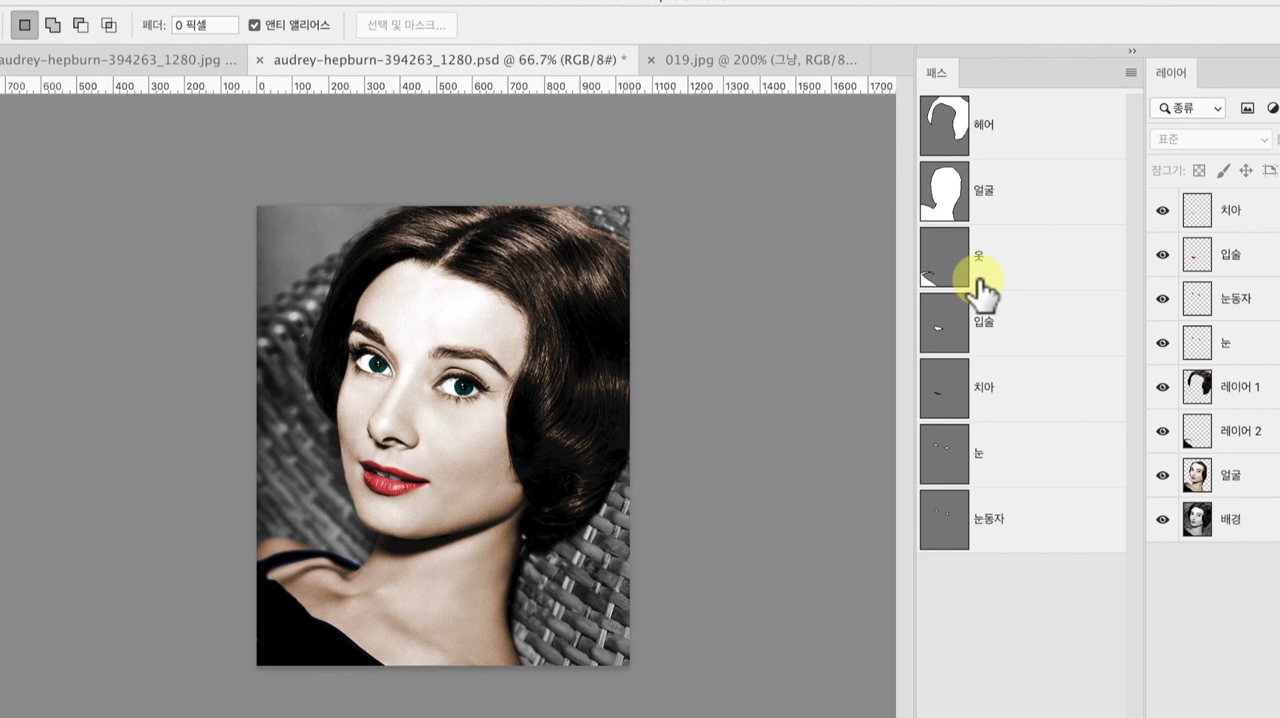 페더: 0 픽셀 앤티 앨리어스 선택 및 마스크...
audrey-hepburn-394263_1280.jpg ... × audrey-hepburn-394263_1280.psd @ 66.7% (RGB/8#) * × 019.jpg @ 200% (그냥, RGB/8...
700 600 500 400 300 200 100 0 100 200 300 400 500 600 700 800 900 1000 1100 1200 1300 1400 1500 1600 1700
패스
헤어
얼굴
옷
입술
치아
눈
눈동자
레이어
종류
표준
잠그기:
치아
입술
눈동자
눈
레이어 1
레이어 2
얼굴
배경